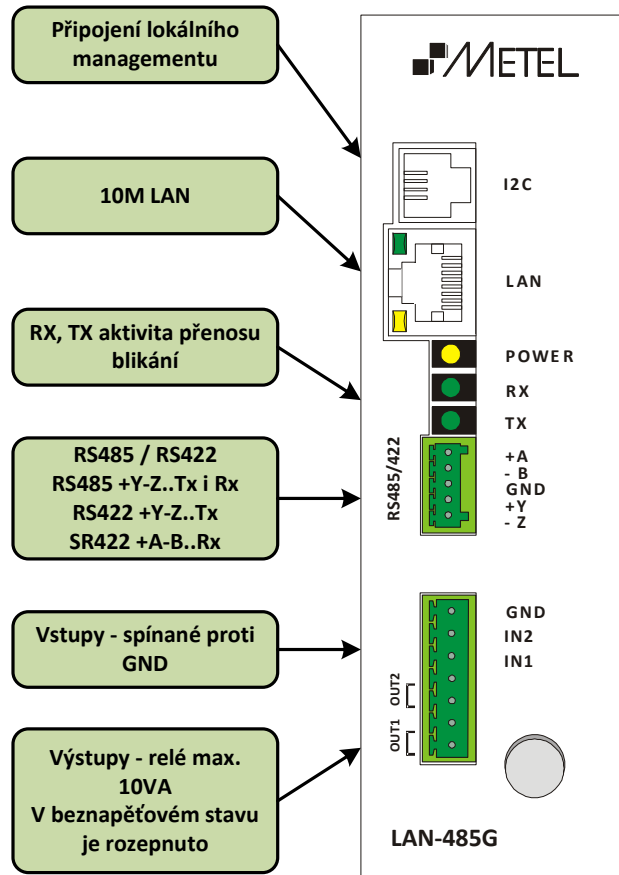 Připojení lokálního
managementu
METEL
I2C
10M LAN
LAN
RX, TX aktivita přenosu
blikání
POWER
RX
TX
RS485 / RS422
RS485 +Y-Z..Tx i Rx
RS422 +Y-Z..Tx
SR422 +A-B..Rx
RS485/422
+A
- B
GND
+Y
- Z
Vstupy - spínané proti
GND
GND
IN2
IN1
OUT2
OUT1
Výstupy - relé max.
10VA
V beznapěťovém stavu
je rozepnuto
LAN-485G